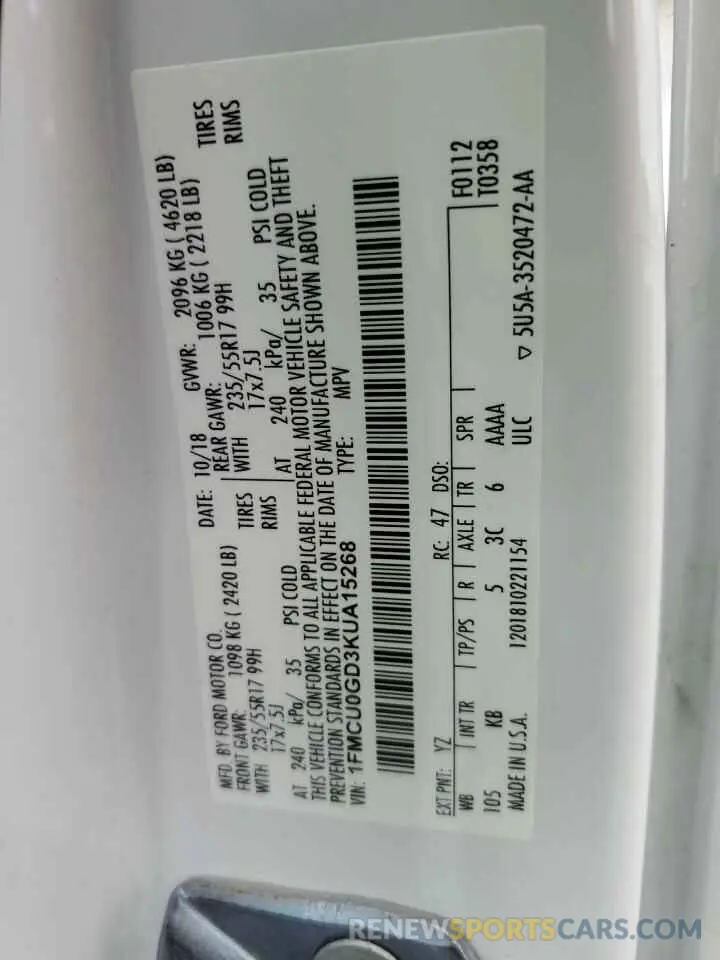 MFD. BY FORD MOTOR CO. DATE: 10/18 GVWR: 2096 KG ( 4620 LB)
FRONT GAWR: 1098 KG ( 2420 LB) REAR GAWR: 1006 KG ( 2218 LB)
WITH 235/55R17 99H TIRES WITH 235/55R17 99H TIRES
17x7.5J RIMS 17x7.5J RIMS
AT 240 kPa/ 35 PSI COLD AT 240 kPa/ 35 PSI COLD
THIS VEHICLE CONFORMS TO ALL APPLICABLE FEDERAL MOTOR VEHICLE SAFETY AND THEFT
PREVENTION STANDARDS IN EFFECT ON THE DATE OF MANUFACTURE SHOWN ABOVE.
VIN: 1FMCU0GD3KUA15268 TYPE: MPV
EXT PNT: YZ RC: 47 DSO: F0112
WB INT TR TP/PS R AXLE TR SPR T0358
105 KB 5 3C 6 AAAA
MADE IN U.S.A. 1201810221154 ULC ▽ 5U5A-3520472-AA
RENEWSPORTSCARS.COM